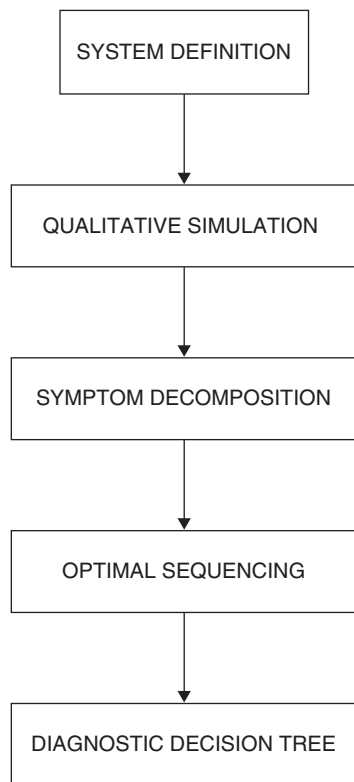 SYSTEM DEFINITION
QUALITATIVE SIMULATION
SYMPTOM DECOMPOSITION
OPTIMAL SEQUENCING
DIAGNOSTIC DECISION TREE